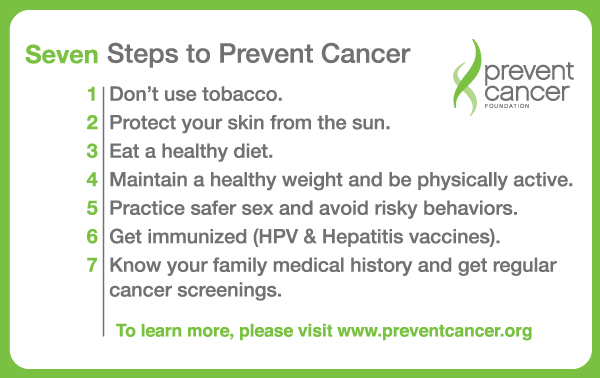 Seven Steps to Prevent Cancer
prevent
cancer
FOUNDATION
1 Don't use tobacco.
2 Protect your skin from the sun.
3 Eat a healthy diet.
4 Maintain a healthy weight and be physically active.
5 Practice safer sex and avoid risky behaviors.
6 Get immunized (HPV & Hepatitis vaccines).
7 Know your family medical history and get regular
cancer screenings.
To learn more, please visit www.preventcancer.org